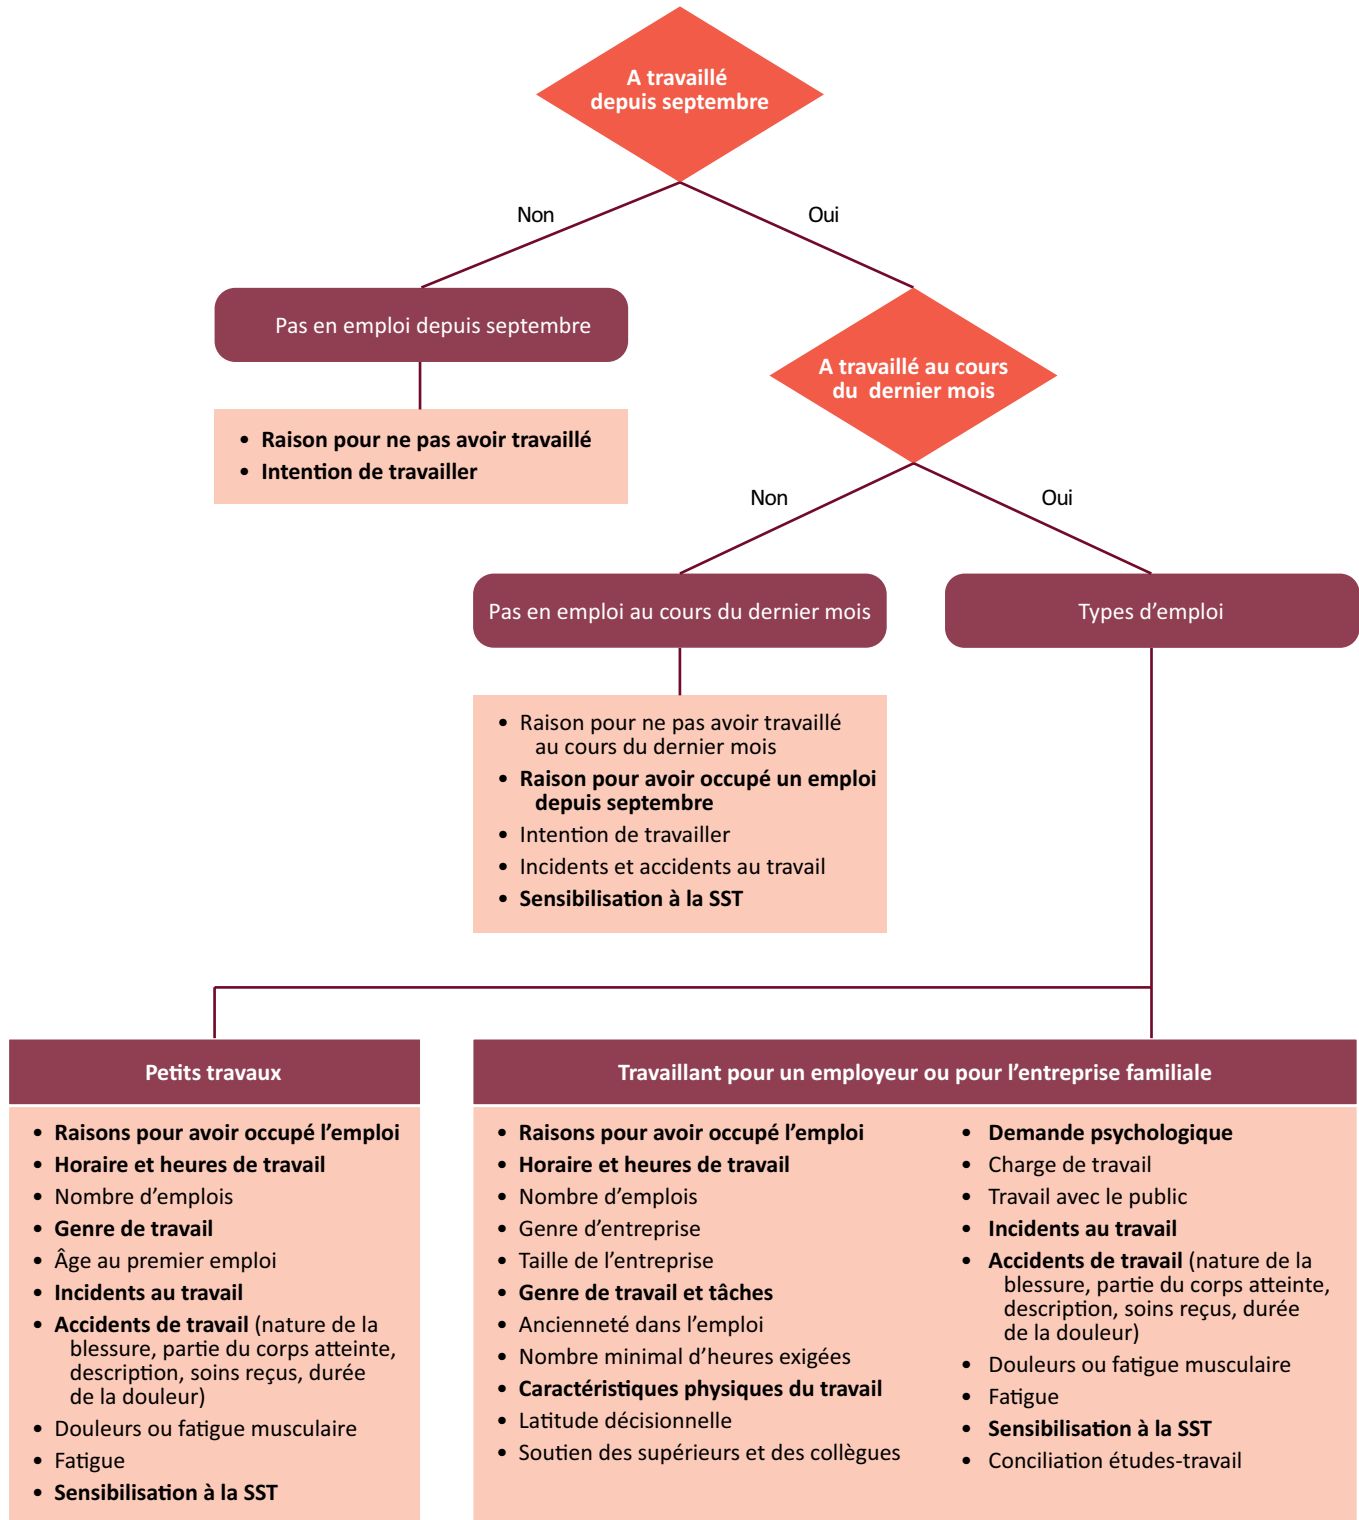 A travaillé
depuis septembre
Non
Oui
Pas en emploi depuis septembre
• Raison pour ne pas avoir travaillé
• Intention de travailler
A travaillé au cours
du dernier mois
Non
Oui
Pas en emploi au cours du dernier mois
Types d’emploi
• Raison pour ne pas avoir travaillé
au cours du dernier mois
• Raison pour avoir occupé un emploi
depuis septembre
• Intention de travailler
• Incidents et accidents au travail
• Sensibilisation à la SST
Petits travaux
• Raisons pour avoir occupé l’emploi
• Horaire et heures de travail
• Nombre d’emplois
• Genre de travail
• Âge au premier emploi
• Incidents au travail
• Accidents de travail (nature de la
blessure, partie du corps atteinte,
description, soins reçus, durée
de la douleur)
• Douleurs ou fatigue musculaire
• Fatigue
• Sensibilisation à la SST
Travaillant pour un employeur ou pour l’entreprise familiale
• Raisons pour avoir occupé l’emploi
• Horaire et heures de travail
• Nombre d’emplois
• Genre d’entreprise
• Taille de l’entreprise
• Genre de travail et tâches
• Ancienneté dans l’emploi
• Nombre minimal d’heures exigées
• Caractéristiques physiques du travail
• Latitude décisionnelle
• Soutien des supérieurs et des collègues
• Demande psychologique
• Charge de travail
• Travail avec le public
• Incidents au travail
• Accidents de travail (nature de la
blessure, partie du corps atteinte,
description, soins reçus, durée
de la douleur)
• Douleurs ou fatigue musculaire
• Fatigue
• Sensibilisation à la SST
• Conciliation études-travail